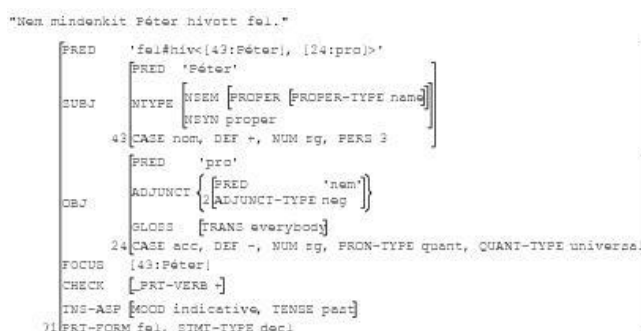 "Nem mindenkit Péter hívott fel."
PRED 'fel#hív<[43:Péter], [24:pro]>'
PRED 'Péter'
SUBJ NTYPE NSEM PROPER PROPER-TYPE name
NSYN proper
43 CASE nom, DEF +, NUM sg, PERS 3
PRED 'pro'
ADJUNCT PRED 'nem'
2 ADJUNCT-TYPE neg
OBJ
GLOSS TRANS everybody
24 CASE acc, DEF -, NUM sg, PRON-TYPE quant, QUANT-TYPE universal
FOCUS [43:Péter]
CHECK _PRT-VERB +
TNS-ASP MOOD indicative, TENSE past
71 PRT-FORM fel, STMT-TYPE decl